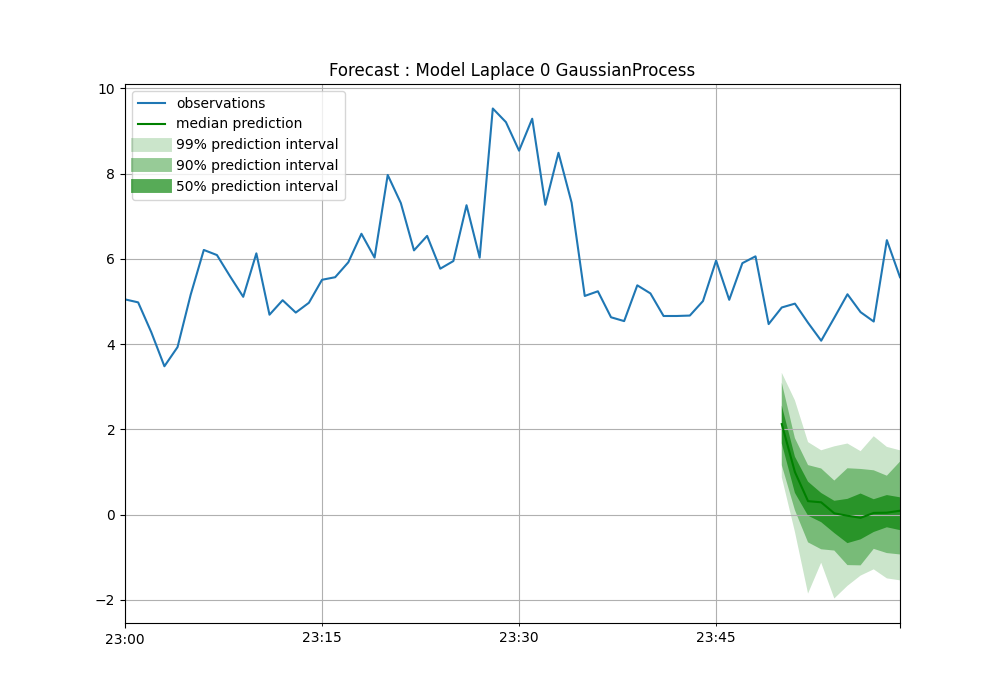 Forecast : Model Laplace 0 GaussianProcess
observations
median prediction
99% prediction interval
90% prediction interval
50% prediction interval
10
8
6
4
2
0
−2
23:00
23:15
23:30
23:45